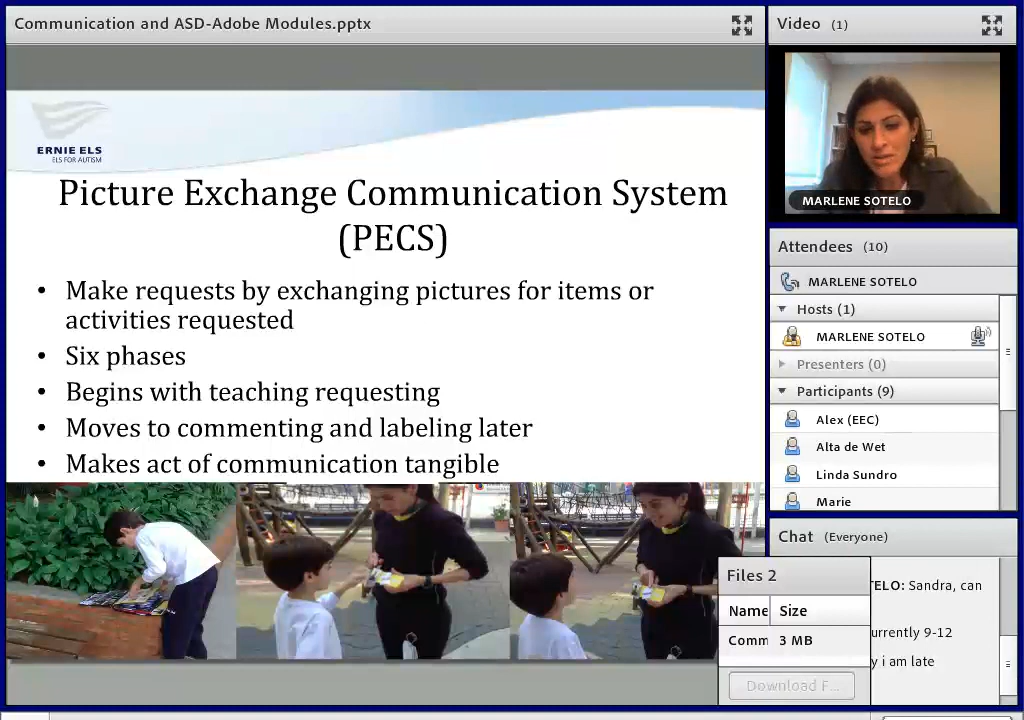 Communication and ASD-Adobe Modules.pptx
ERNIE ELS
ELS FOR AUTISM
Picture Exchange Communication System
(PECS)
• Make requests by exchanging pictures for items or
activities requested
• Six phases
• Begins with teaching requesting
• Moves to commenting and labeling later
• Makes act of communication tangible
Video (1)
MARLENE SOTELO
Attendees (10)
MARLENE SOTELO
Hosts (1)
MARLENE SOTELO
Presenters (0)
Participants (9)
Alex (EEC)
Alta de Wet
Linda Sundro
Marie
Chat (Everyone)
ELO: Sandra, can
urrently 9-12
y i am late
Files 2
Name Size
Comm 3 MB
Download F...